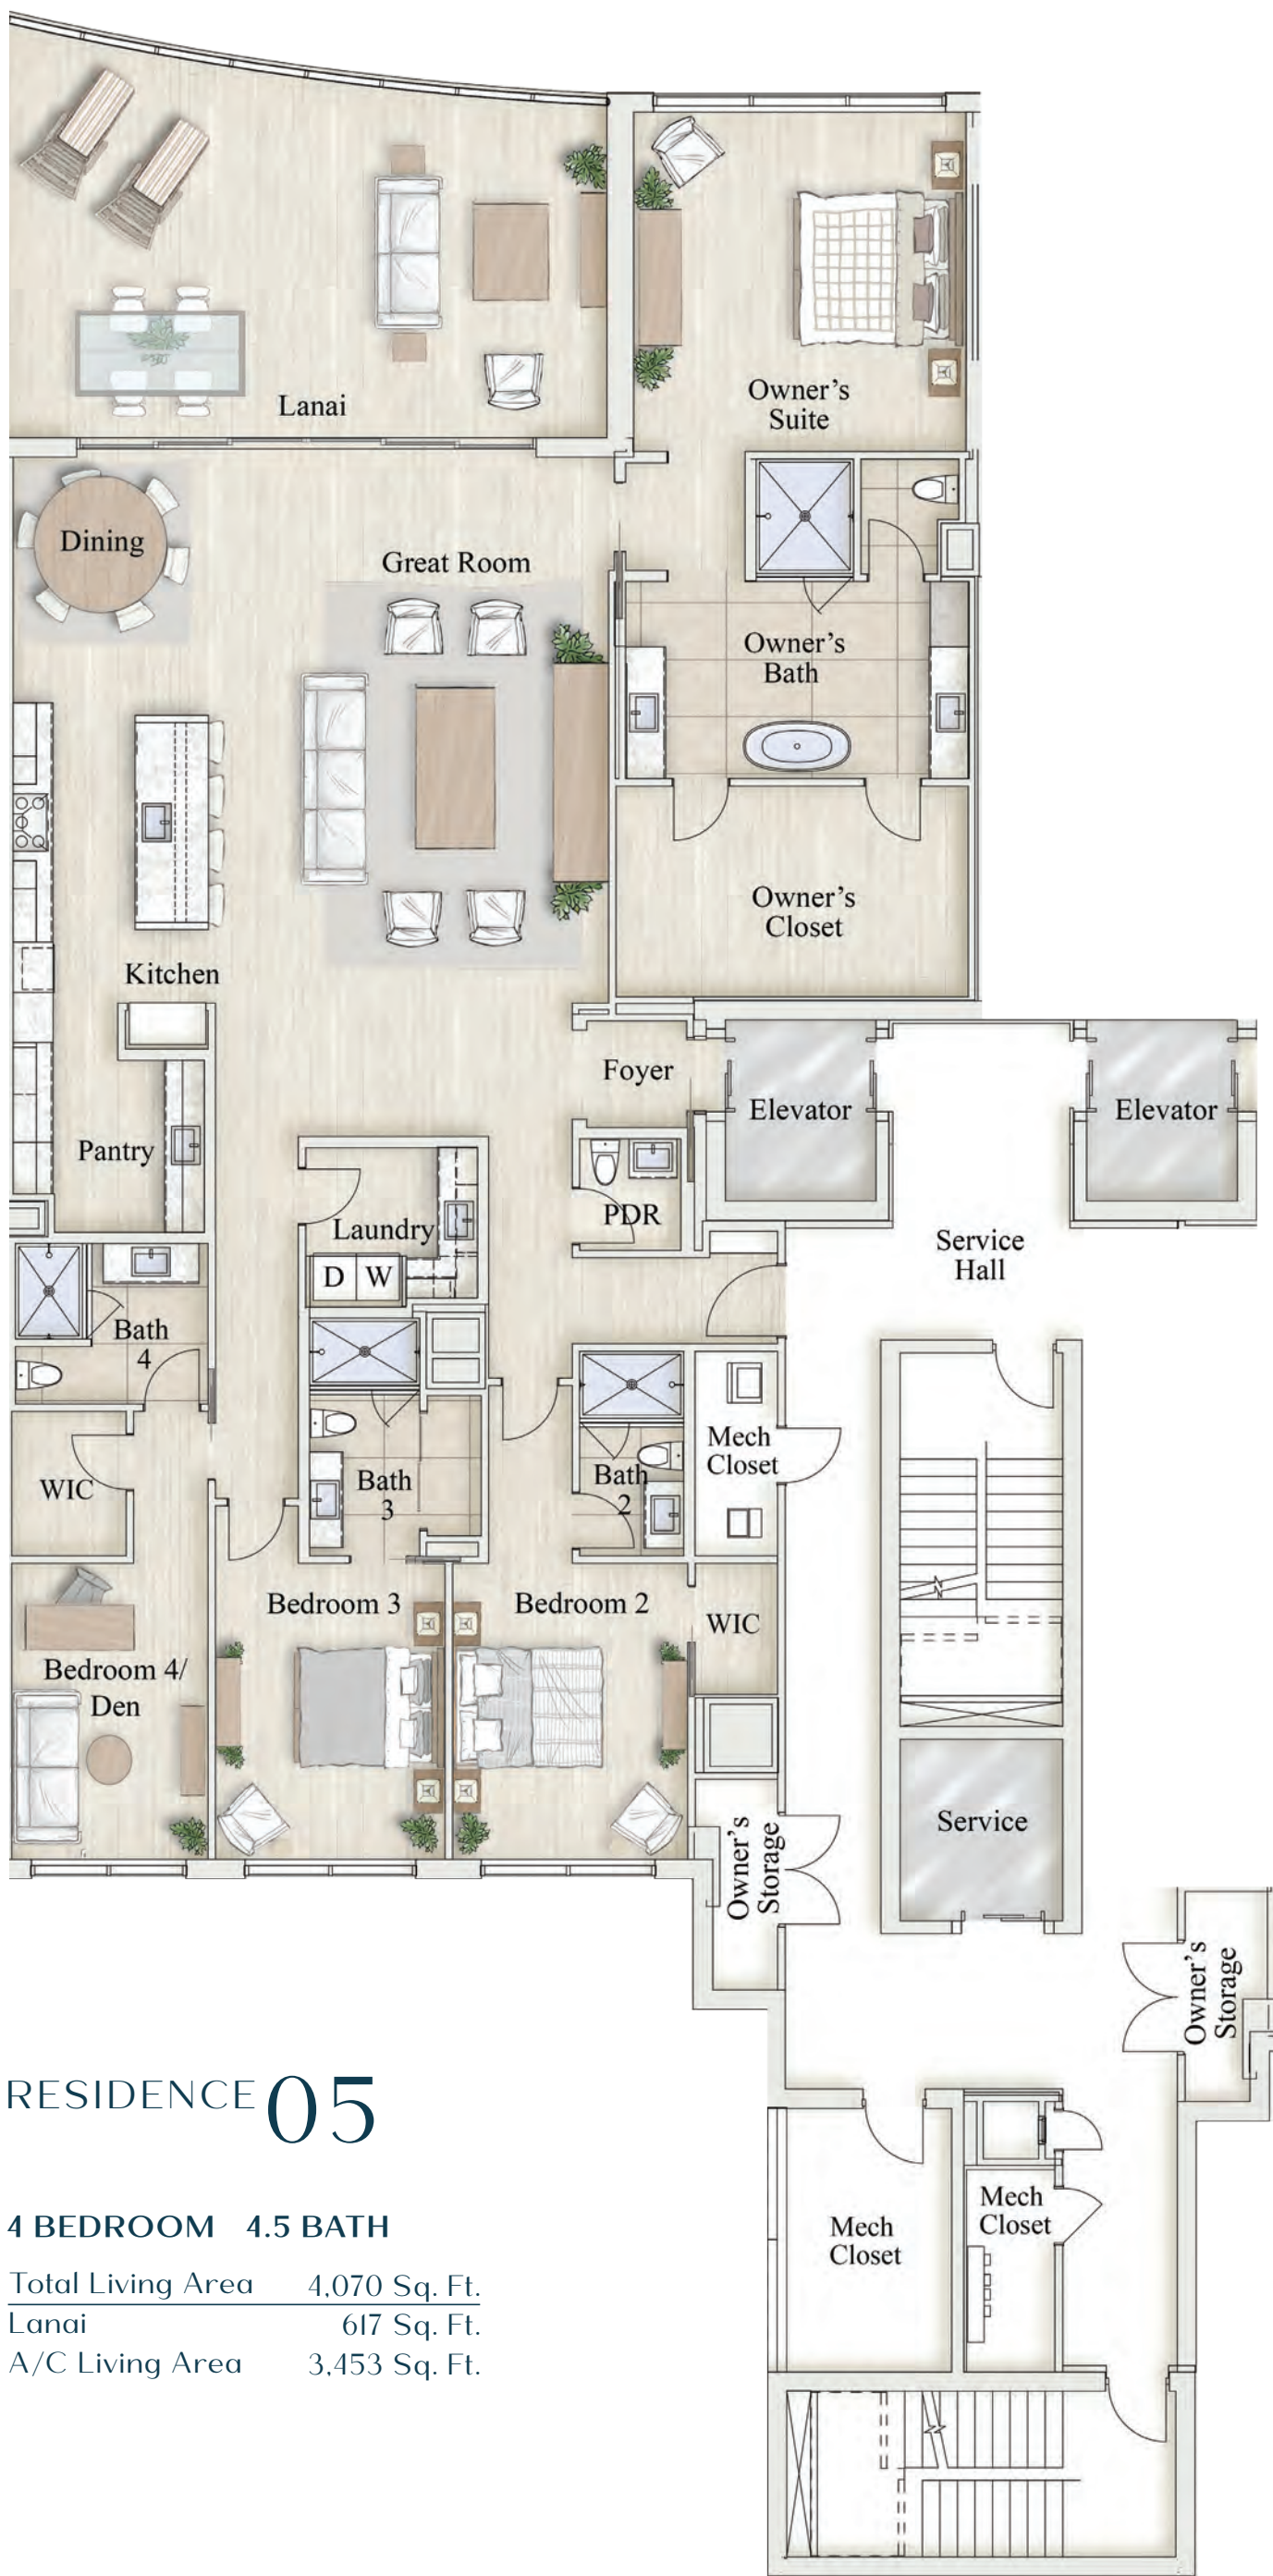 Lanai
Owner's
Suite
Dining
Great Room
Owner's
Bath
Owner's
Closet
Kitchen
Foyer
Elevator
Elevator
Pantry
Laundry
PDR
D W
Service
Hall
Bath
4
Mech
Closet
WIC
Bath
3
Bath
2
Bedroom 3
Bedroom 2
WIC
Bedroom 4/
Den
Service
Owner's
Storage
Owner's
Storage
RESIDENCE 05
4 BEDROOM 4.5 BATH
Total Living Area 4,070 Sq. Ft.
Lanai 617 Sq. Ft.
A/C Living Area 3,453 Sq. Ft.
Mech
Closet
Mech
Closet